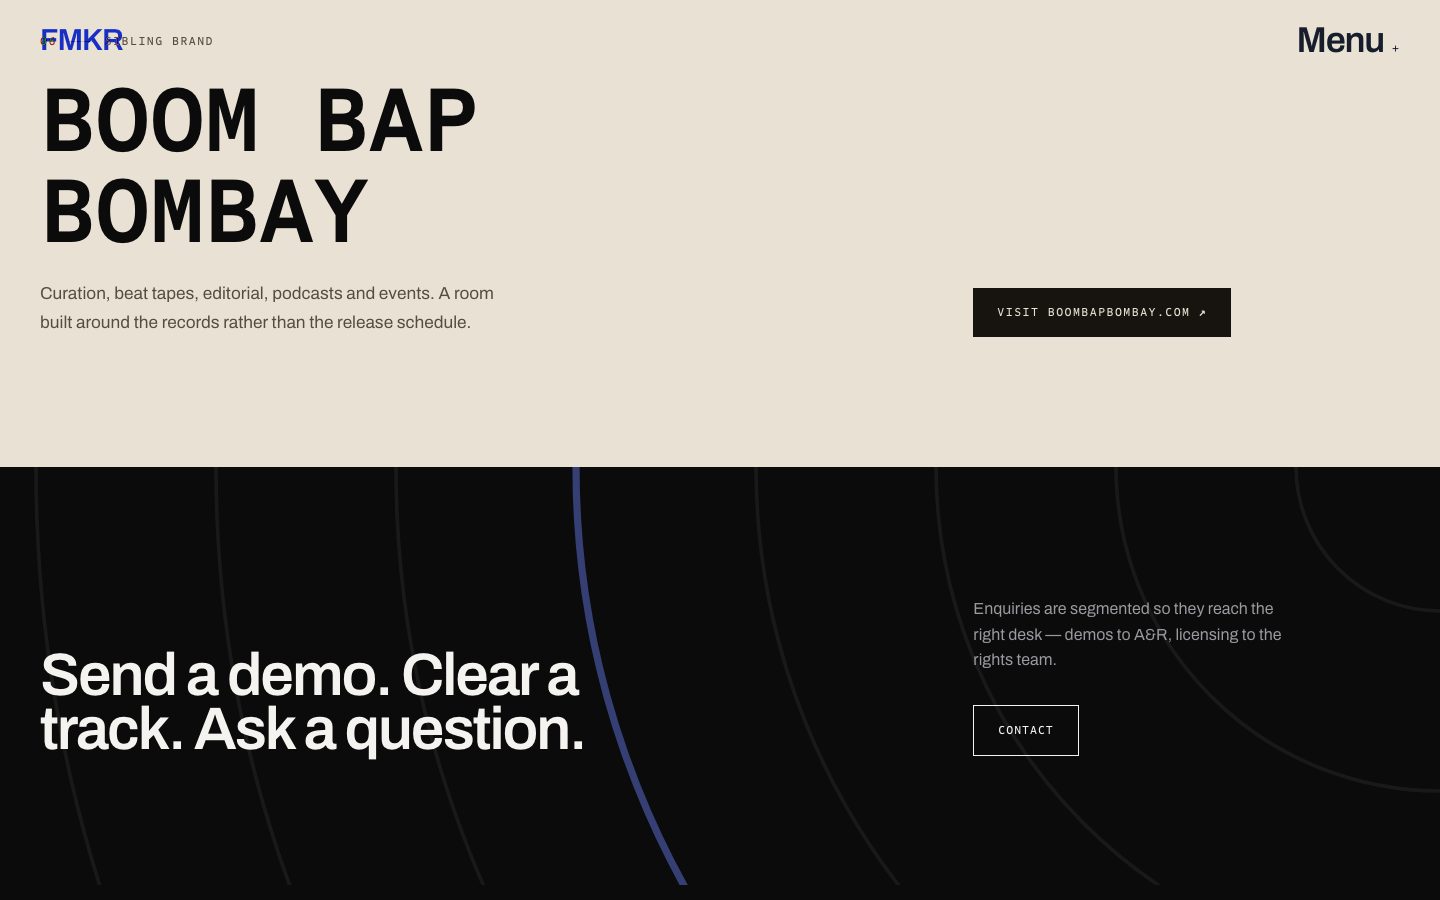 FMKR
SIBLING BRAND
Menu +
BOOM BAP
BOMBAY
Curation, beat tapes, editorial, podcasts and events. A room
built around the records rather than the release schedule.
VISIT BOOMBAPBOMBAY.COM ↗
Send a demo. Clear a
track. Ask a question.
Enquiries are segmented so they reach the
right desk — demos to A&R, licensing to the
rights team.
CONTACT